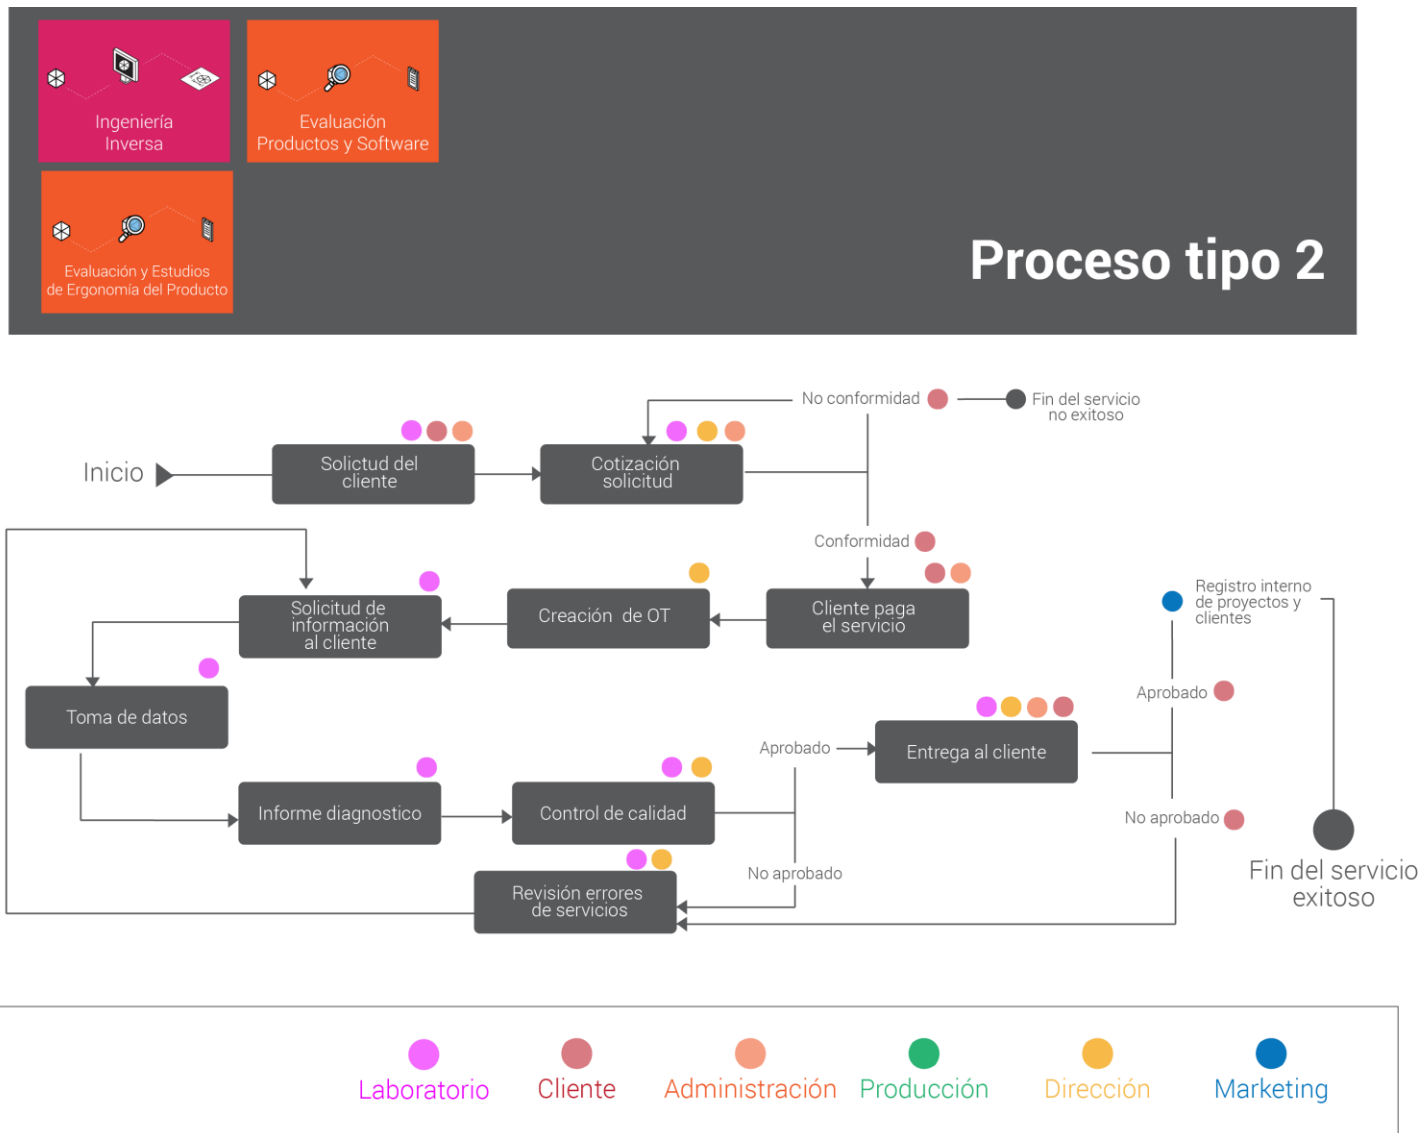 Ingeniería
Inversa
Evaluación
Productos y Software
Evaluación y Estudios
de Ergonomía del Producto
Proceso tipo 2
No conformidad
Fin del servicio
no exitoso
Inicio
Solictud del
cliente
Cotización
solicitud
Conformidad
Solicitud de
información
al cliente
Creación de OT
Cliente paga
el servicio
Registro interno
de proyectos y
clientes
Toma de datos
Aprobado
Aprobado
Entrega al cliente
Informe diagnostico
Control de calidad
No aprobado
No aprobado
Revisión errores
de servicios
Fin del servicio
exitoso
Laboratorio
Cliente
Administración
Producción
Dirección
Marketing